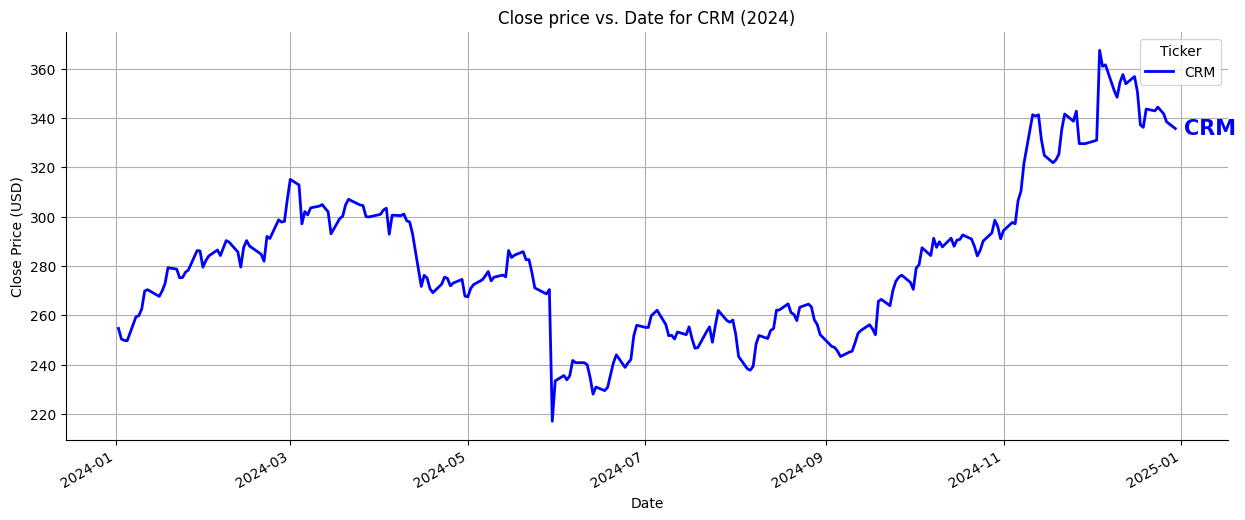 Close price vs. Date for CRM (2024)
Ticker
CRM
360
340
320
300
280
260
240
220
Close Price (USD)
CRM
2024-01
2024-03
2024-05
2024-07
2024-09
2024-11
2025-01
Date